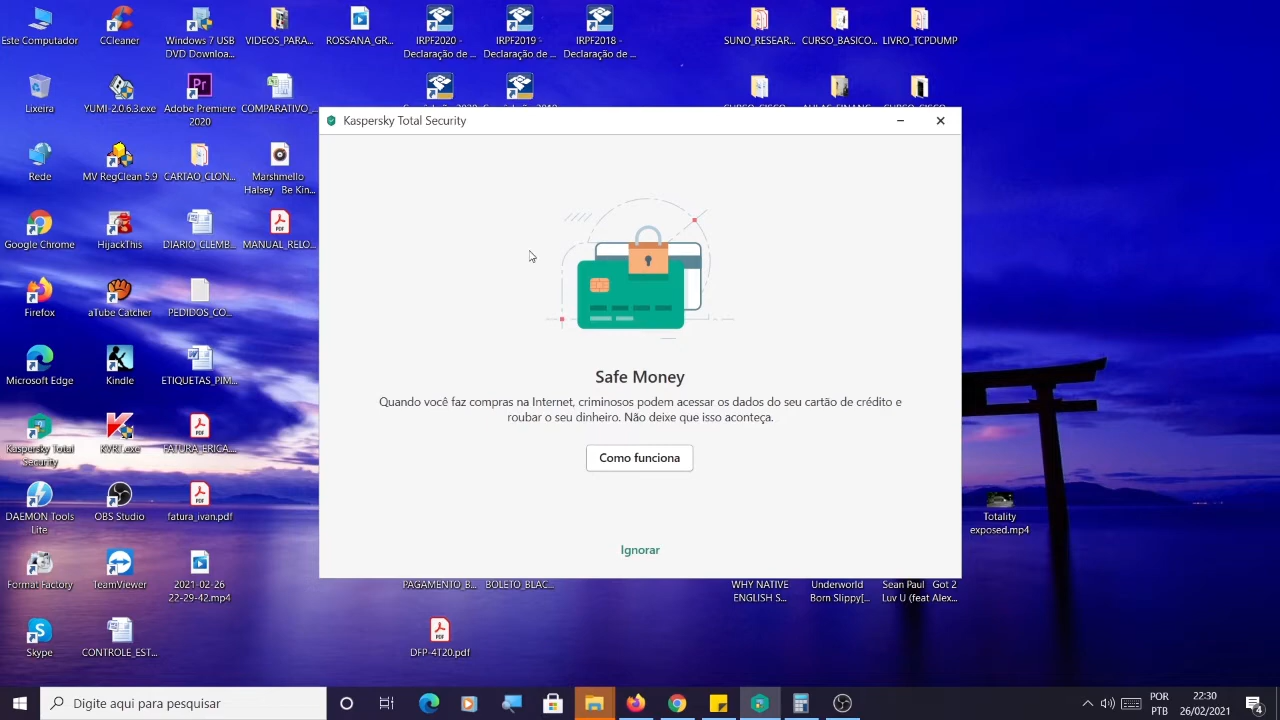 Este Computador
CCleaner
Windows 7 USB
DVD Downloa...
VIDEOS_PARA...
ROSSANA_GR...
IRPF2020 -
Declaração de ...
IRPF2019 -
Declaração de ...
IRPF2018 -
Declaração de ...
SUNO_RESEAR...
CURSO_BASICO...
LIVRO_TCPDUMP
Lixeira
YUMI-2.0.6.3.exe
Adobe Premiere
2020
COMPARATIVO_...
Kaspersky Total Security
Rede
MV RegClean 5.9
CARTAO_CLON...
Marshmello
Halsey Be Kin...
Google Chrome
HijackThis
DIARIO_CLEMB...
MANUAL_RELO...
Firefox
aTube Catcher
PEDIDOS_CO...
Microsoft Edge
Kindle
ETIQUETAS_PIM...
Safe Money
Quando você faz compras na Internet, criminosos podem acessar os dados do seu cartão de crédito e
roubar o seu dinheiro. Não deixe que isso aconteça.
Como funciona
Ignorar
Kaspersky Total
Security
KVRT.exe
FATURA_ERICA...
DAEMON Tools
Lite
OBS Studio
fatura_ivan.pdf
Totality
exposed.mp4
Format Factory
TeamViewer
2021-02-26
22-29-42.mp4
PAGAMENTO_B...
BOLETO_BLAC...
WHY NATIVE
ENGLISH S...
Underworld
Born Slippy[...
Sean Paul Got 2
Luv U (feat Alex...
Skype
CONTROLE_EST...
DFP-4T20.pdf
Digite aqui para pesquisar
POR
PTB
22:30
26/02/2021
4